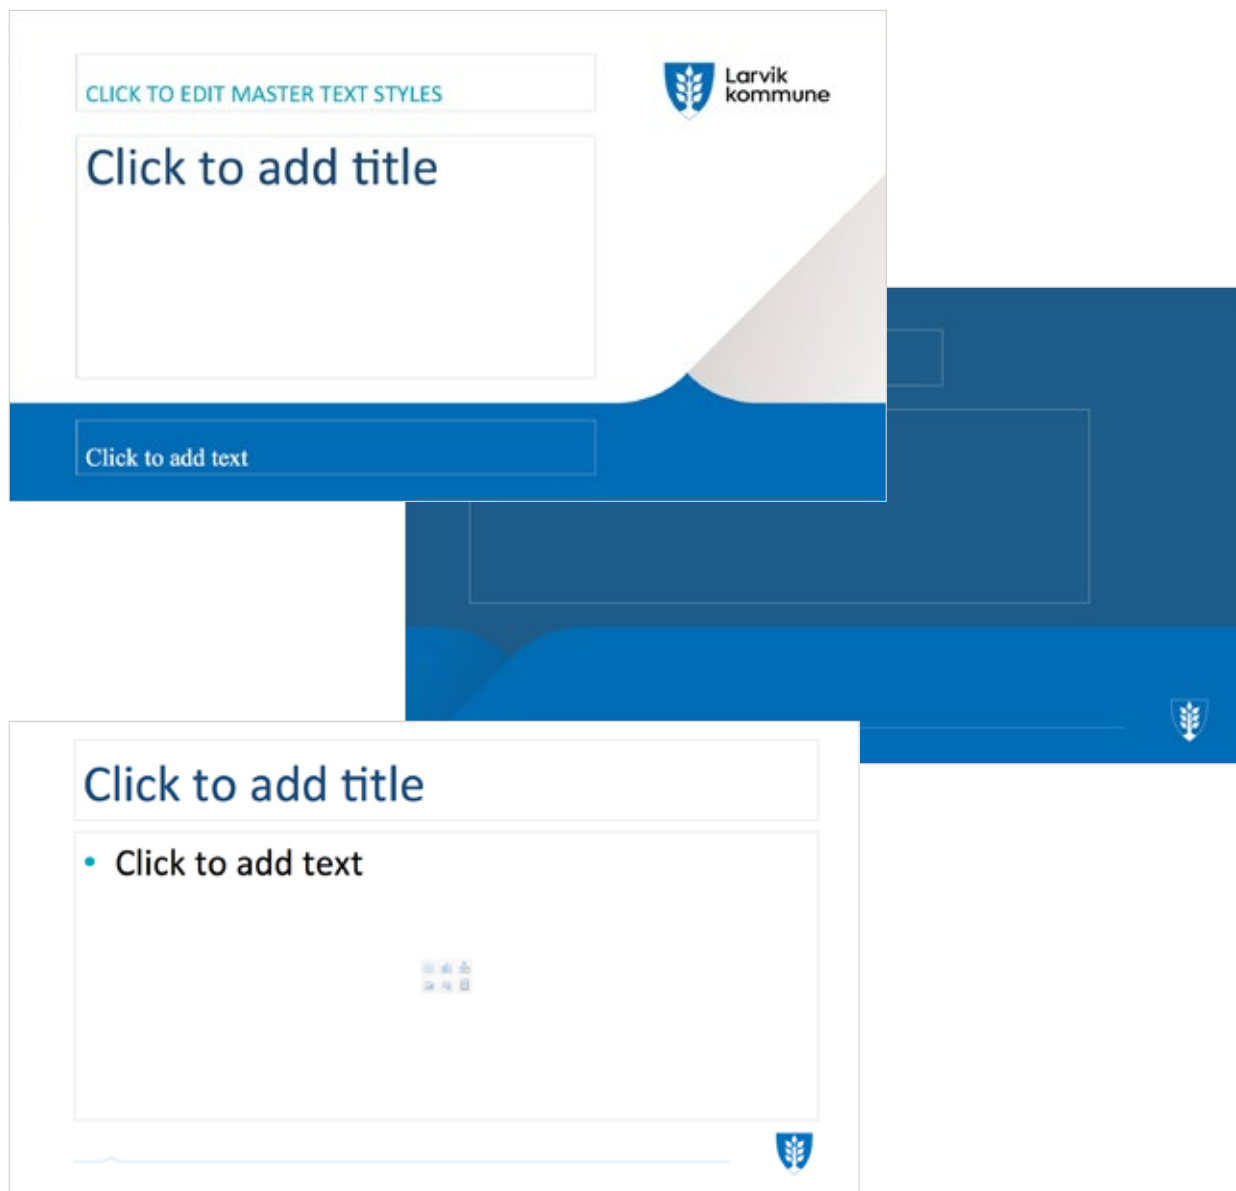 CLICK TO EDIT MASTER TEXT STYLES
Larvik
kommune
Click to add title
Click to add text
Click to add title
• Click to add text